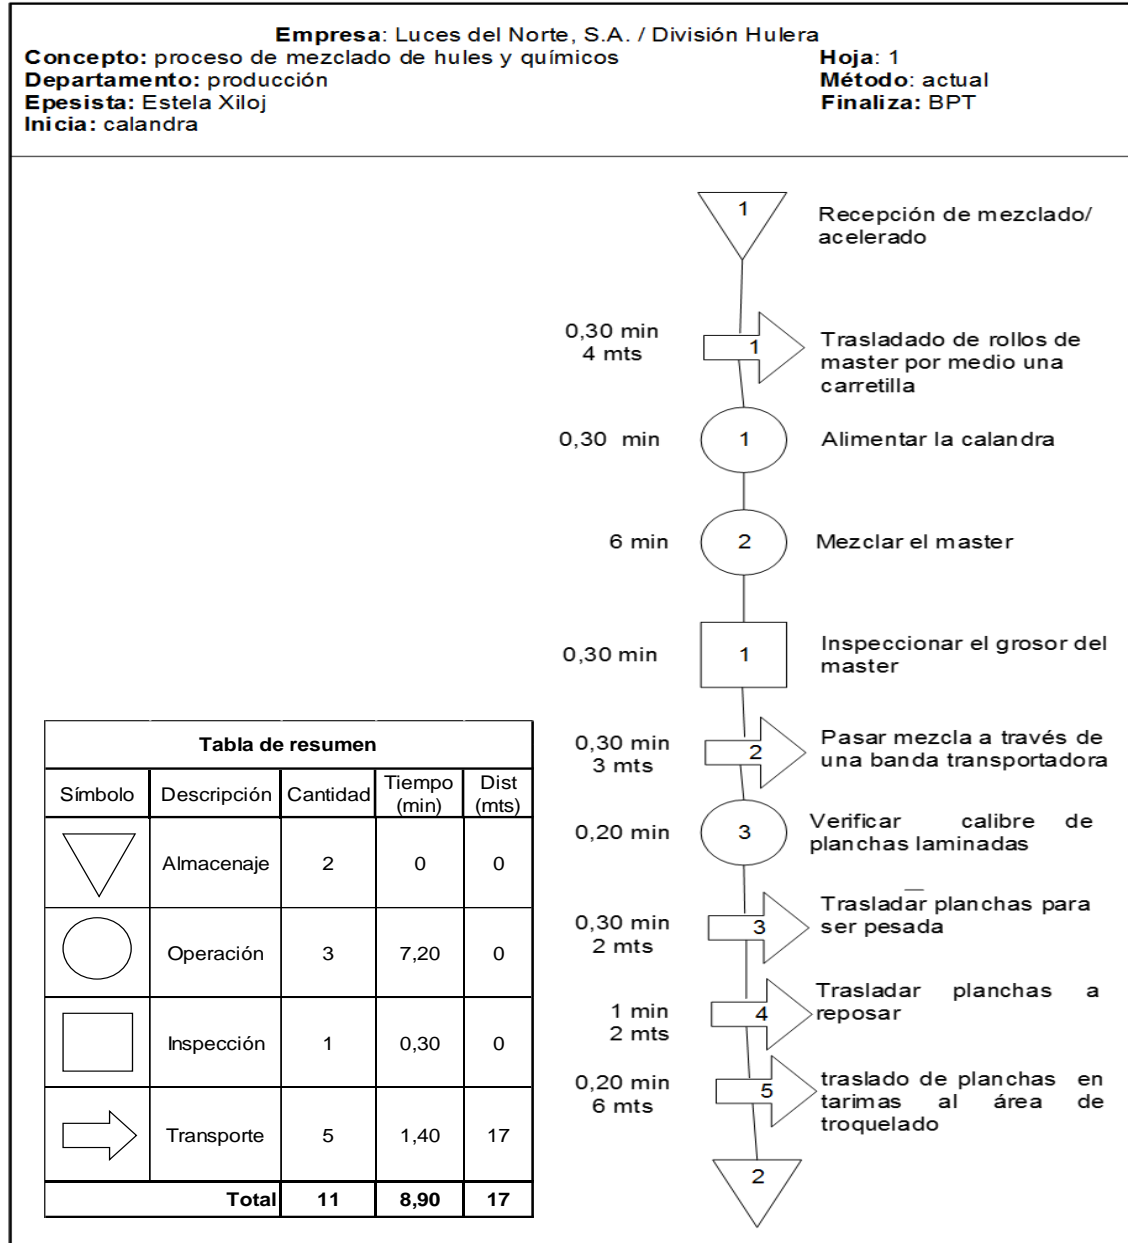 Empresa: Luces del Norte, S.A. / División Hulera
Concepto: proceso de mezclado de hules y químicos
Hoja: 1
Departamento: producción
Método: actual
Epesista: Estela Xiloj
Finaliza: BPT
Inicia: calandra
1
Recepción de mezclado/
acelerado
0,30 min
4 mts
1
Trasladado de rollos de
master por medio una
carretilla
0,30 min
1
Alimentar la calandra
6 min
2
Mezclar el master
0,30 min
1
Inspeccionar el grosor del
master
0,30 min
3 mts
2
Pasar mezcla a través de
una banda transportadora
0,20 min
3
Verificar calibre de
planchas laminadas
0,30 min
2 mts
3
Trasladar planchas para
ser pesada
1 min
2 mts
4
Trasladar planchas a
reposar
0,20 min
6 mts
5
traslado de planchas en
tarimas al área de
troquelado
2
Tabla de resumen
Símbolo Descripción Cantidad Tiempo (min) Dist (mts)
Almacenaje 2 0 0
Operación 3 7,20 0
Inspección 1 0,30 0
Transporte 5 1,40 17
Total 11 8,90 17